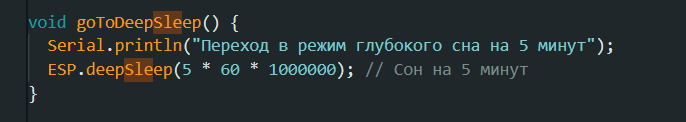 void goToDeepSleep() {
Serial.println("Переход в режим глубокого сна на 5 минут");
ESP.deepSleep(5 * 60 * 1000000); // Сон на 5 минут
}